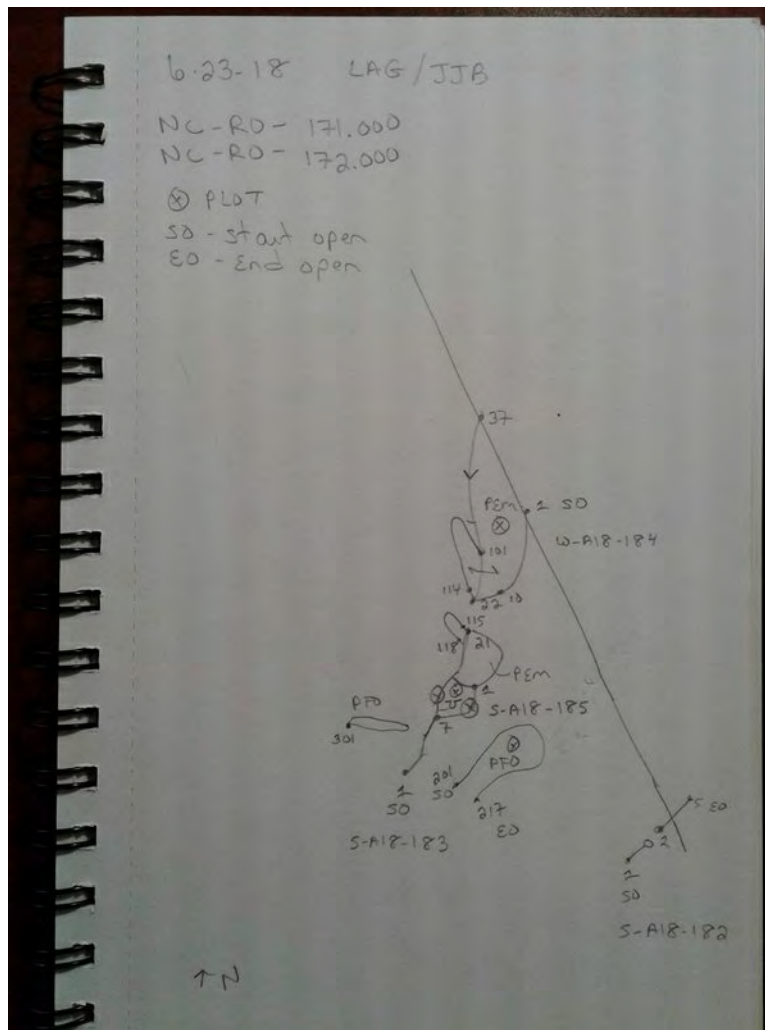 6-23-18 LAG/JJB
NC-RO- 171.000
NC-RO- 172.000
⊗ PLOT
SO - start open
EO - End open
37
PEM
1 SO
W-A18-184
101
114
22
10
115
118
21
PEM
1
PFO
301
7
S-A18-185
PFO
1
SO
201
SO
217
EO
S-A18-183
5 EO
2
1
SO
S-A18-182
↑ N